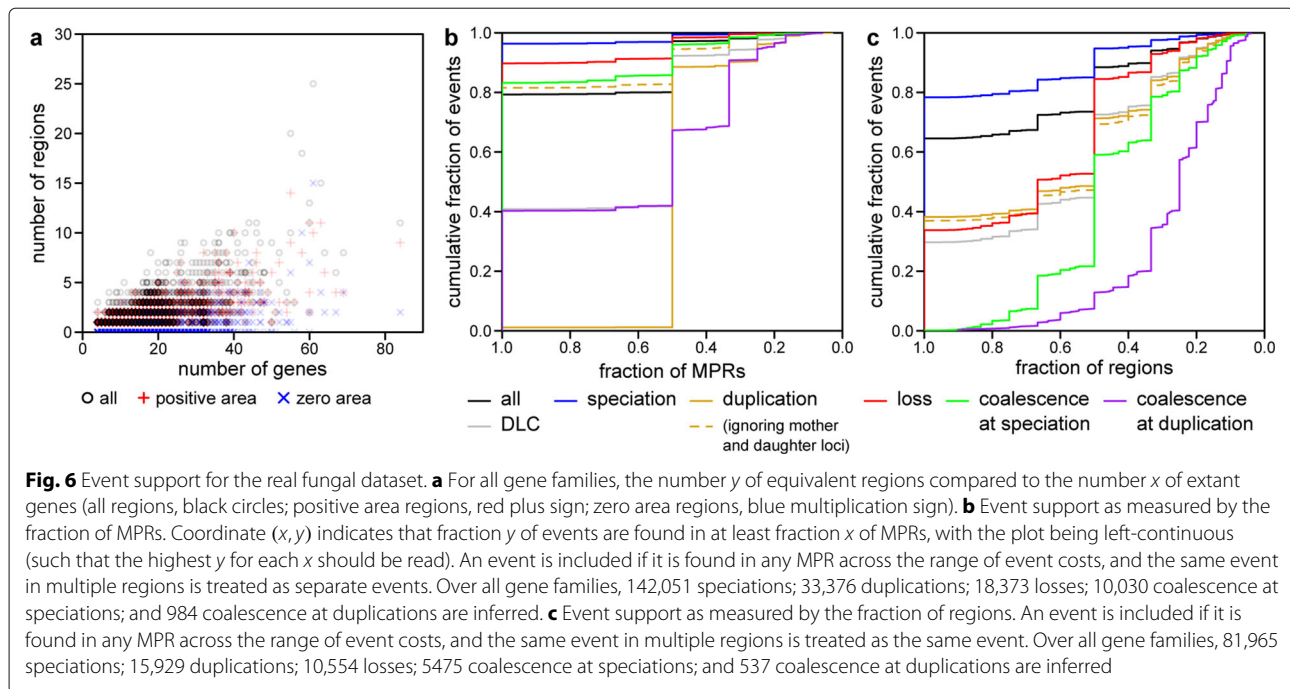 a
b
c
30
25
20
15
10
5
0
number of regions
0 20 40 60 80
number of genes
all positive area zero area
1.0
0.8
0.6
0.4
0.2
0.0
cumulative fraction of events
1.0 0.8 0.6 0.4 0.2 0.0
fraction of MPRs
1.0
0.8
0.6
0.4
0.2
0.0
cumulative fraction of events
1.0 0.8 0.6 0.4 0.2 0.0
fraction of regions
all speciation duplication loss coalescence coalescence
DLC (ignoring mother at speciation at duplication
and daughter loci)
Fig. 6 Event support for the real fungal dataset. a For all gene families, the number y of equivalent regions compared to the number x of extant
genes (all regions, black circles; positive area regions, red plus sign; zero area regions, blue multiplication sign). b Event support as measured by the
fraction of MPRs. Coordinate (x, y) indicates that fraction y of events are found in at least fraction x of MPRs, with the plot being left-continuous
(such that the highest y for each x should be read). An event is included if it is found in any MPR across the range of event costs, and the same event
in multiple regions is treated as separate events. Over all gene families, 142,051 speciations; 33,376 duplications; 18,373 losses; 10,030 coalescence at
speciations; and 984 coalescence at duplications are inferred. c Event support as measured by the fraction of regions. An event is included if it is
found in any MPR across the range of event costs, and the same event in multiple regions is treated as the same event. Over all gene families, 81,965
speciations; 15,929 duplications; 10,554 losses; 5475 coalescence at speciations; and 537 coalescence at duplications are inferred